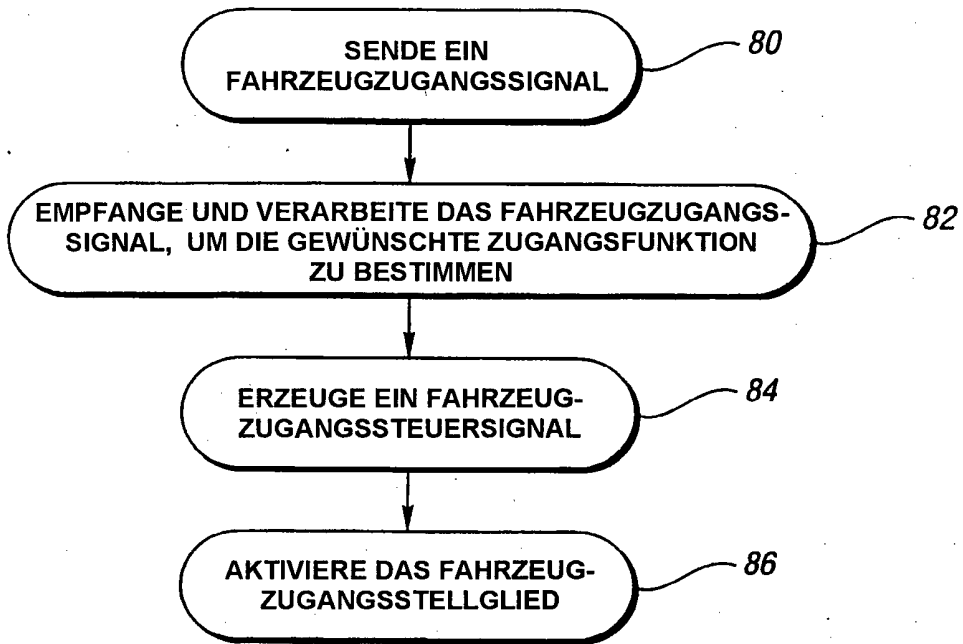 SENDE EIN
FAHRZEUGZUGANGSSIGNAL
80
EMPFANGE UND VERARBEITE DAS FAHRZEUGZUGANGS-
SIGNAL, UM DIE GEWÜNSCHTE ZUGANGSFUNKTION
ZU BESTIMMEN
82
ERZEUGE EIN FAHRZEUG-
ZUGANGSSTEUERSIGNAL
84
AKTIVIERE DAS FAHRZEUG-
ZUGANGSSTELLGLIED
86